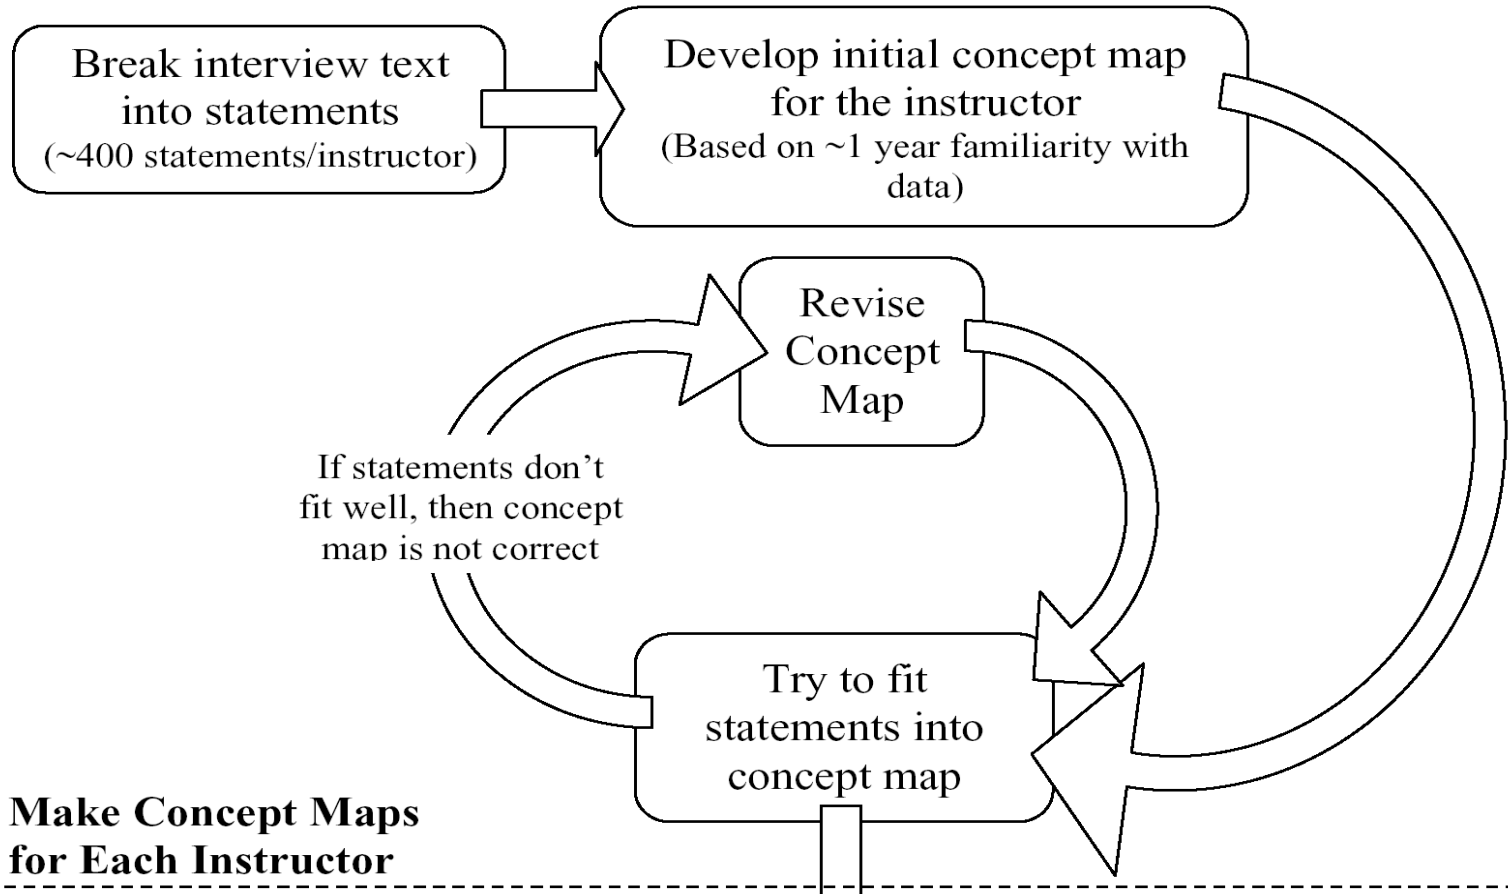 Break interview text
into statements
(~400 statements/instructor)
Develop initial concept map
for the instructor
(Based on ~1 year familiarity with
data)
Revise
Concept
Map
If statements don’t
fit well, then concept
map is not correct
Try to fit
statements into
concept map
Make Concept Maps
for Each Instructor